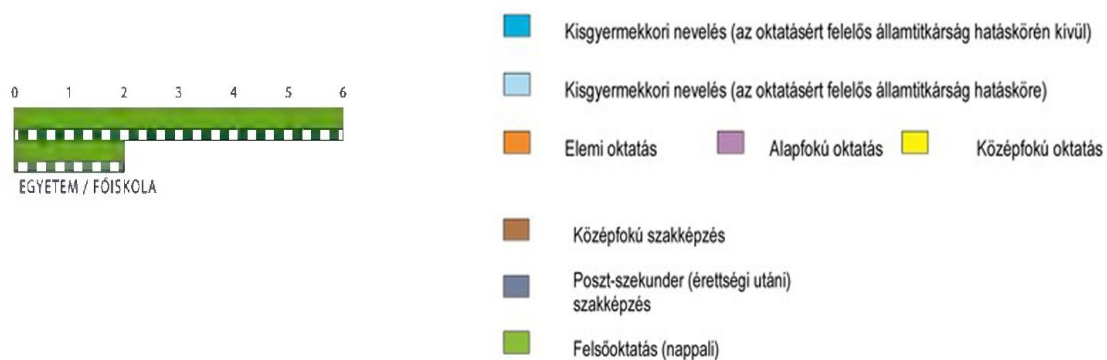 0 1 2 3 4 5 6
EGYETEM / FŐISKOLA
Kisgyermekkori nevelés (az oktatásért felelős államtitkárság hatáskörén kívül)
Kisgyermekkori nevelés (az oktatásért felelős államtitkárság hatásköre)
Elemi oktatás Alapfokú oktatás Középfokú oktatás
Középfokú szakképzés
Poszt-szekunder (érettségi utáni)
szakképzés
Felsőoktatás (nappali)